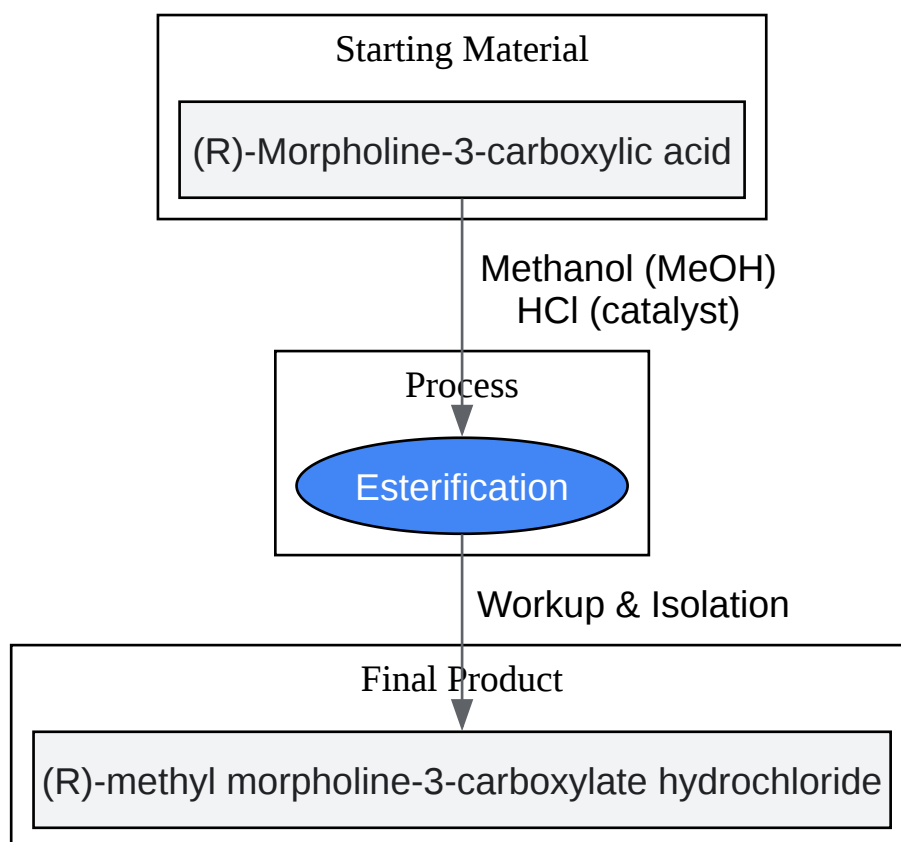 Starting Material
(R)-Morpholine-3-carboxylic acid
Methanol (MeOH)
HCl (catalyst)
Process
Esterification
Workup & Isolation
Final Product
(R)-methyl morpholine-3-carboxylate hydrochloride